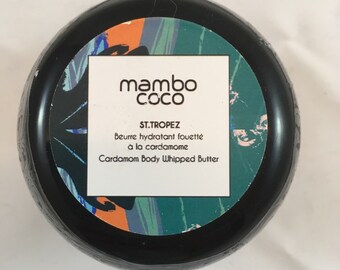 mambo
coco
ST.TROPEZ
Beurre hydratant fouetté
à la cardamome
Cardamom Body Whipped Butter